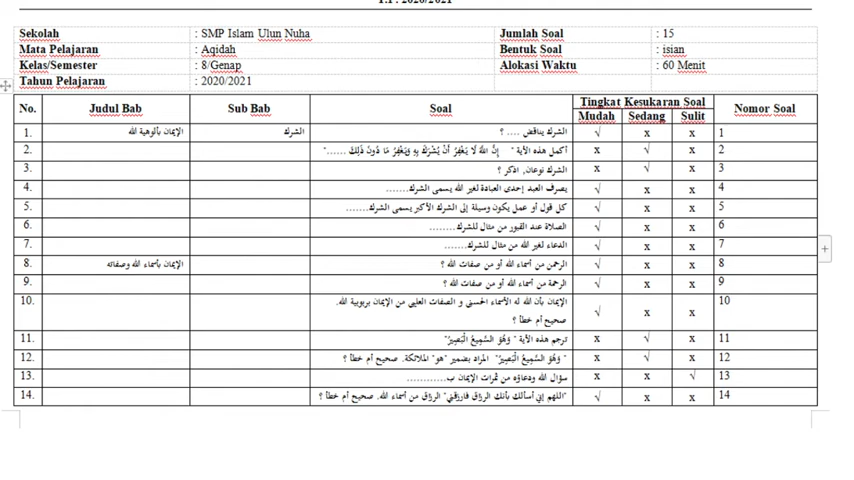 T.P. 2020/2021
Sekolah : SMP Islam Ulun Nuha Jumlah Soal : 15
Mata Pelajaran : Aqidah Bentuk Soal : isian
Kelas/Semester : 8/Genap Alokasi Waktu : 60 Menit
Tahun Pelajaran : 2020/2021
No. Judul Bab Sub Bab Soal Tingkat Kesukaran Soal Nomor Soal
Mudah Sedang Sulit
1. الإيمان بألوهية الله الشرك الشرك يناقض .... ؟ √ x x 1
2. أكمل هذه الآية " إِنَّ اللهَ لَا يَغْفِرُ أَنْ يُشْرَكَ بِهِ وَيَغْفِرُ مَا دُونَ ذَلِكَ ......" x √ x 2
3. الشرك نوعان, اذكر ؟ x √ x 3
4. يصرف العبد إحدى العبادة لغير الله يسمى الشرك....... √ x x 4
5. كل قول أو عمل يكون وسيلة إلى الشرك الأكبر يسمى الشرك....... √ x x 5
6. الصلاة عند القبور من مثال للشرك........ √ x x 6
7. الدعاء لغير الله من مثال للشرك....... √ x x 7
8. الإيمان بأسماء الله وصفاته الرحمن من أسماء الله أو من صفات الله ؟ √ x x 8
9. الرحمة من أسماء الله أو من صفات الله ؟ √ x x 9
10. الإيمان بأن الله له الأسماء الحسنى و الصفات العليى من الإيمان بربوبية الله. √ x x 10
صحيح أم خطأ ؟
11. ترجم هذه الآية " وَهُوَ السَّمِيعُ الْبَصِيرُ" x √ x 11
12. " وَهُوَ السَّمِيعُ الْبَصِيرُ" المراد بضمير "هو" الملائكة. صحيح أم خطأ ؟ x √ x 12
13. سؤال الله ودعاؤه من ثمرات الإيمان ب............ x x √ 13
14. "اللهم إني أسألك بأنك الرزاق فارزقني" الرزاق من أسماء الله. صحيح أم خطأ ؟ √ x x 14